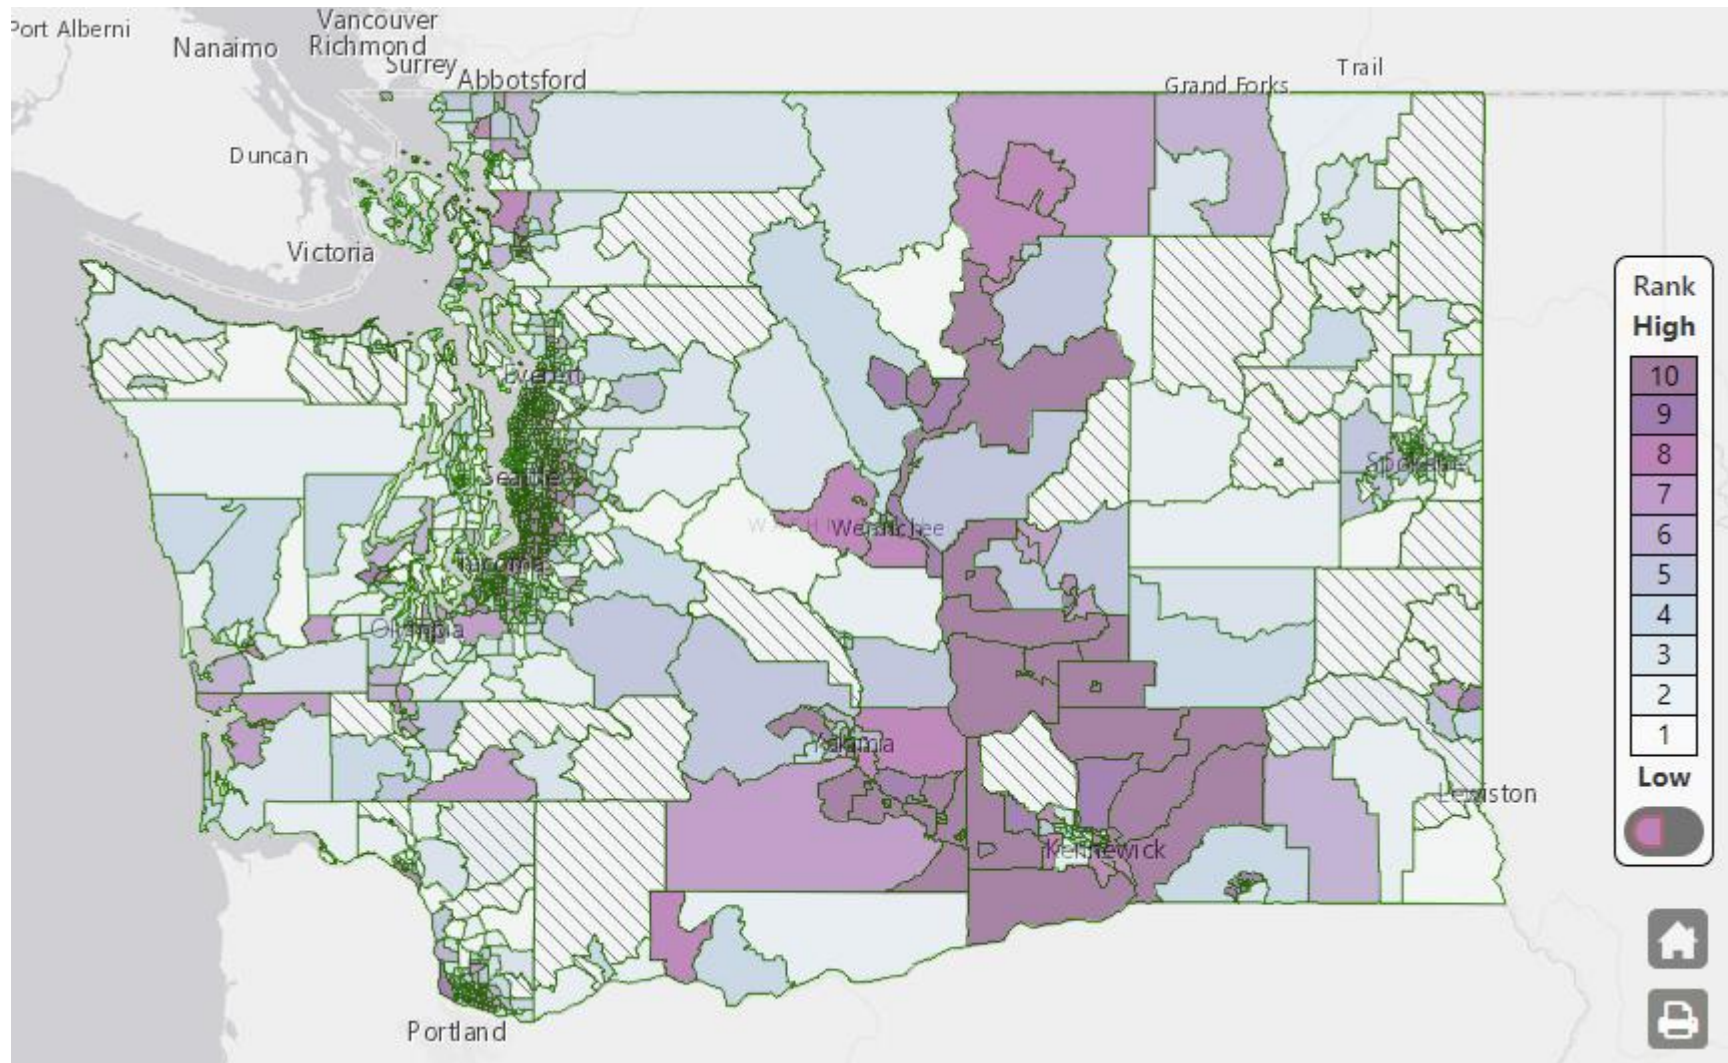 Vancouver
Port Alberni
Nanaimo
Richmond
Surrey
Abbotsford
Trail
Grand Forks
Duncan
Victoria
Everett
Seattle
Spokane
Wenatchee
Tacoma
Olympia
Yakima
Lewiston
Kennewick
Portland
Rank
High
10
9
8
7
6
5
4
3
2
1
Low